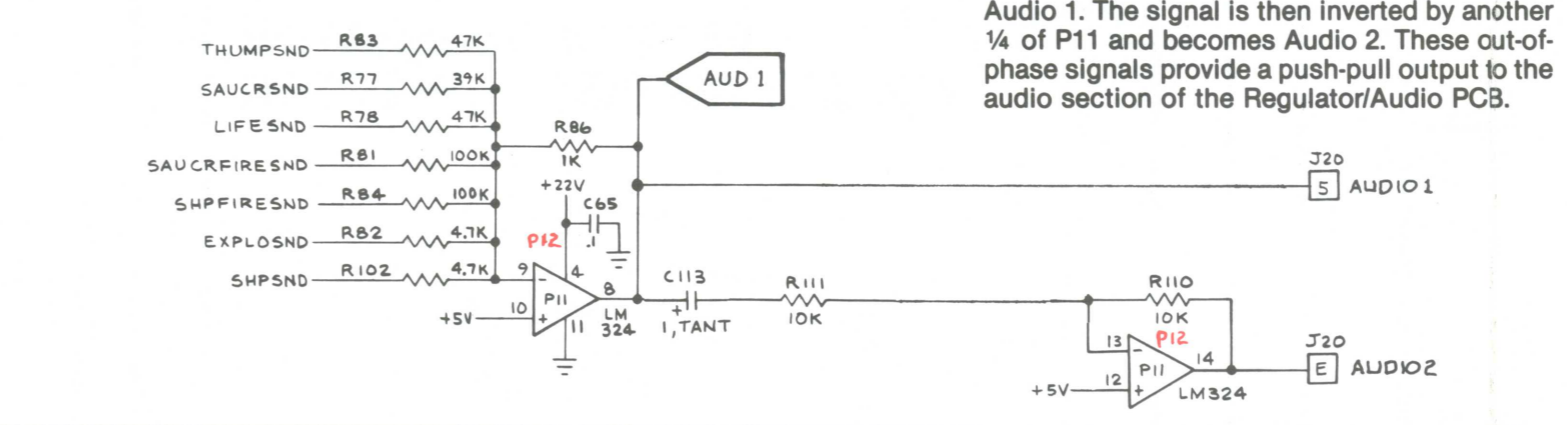 Audio 1. The signal is then inverted by another
¼ of P11 and becomes Audio 2. These out-of-
phase signals provide a push-pull output to the
audio section of the Regulator/Audio PCB.
THUMPSND R83 47K
SAUCRSND R77 39K
LIFESND R78 47K
SAUCRFIRESND R81 100K
SHPFIRESND R84 100K
EXPLOSND R82 4.7K
SHPSND R102 4.7K
AUD 1
R86
1K
+22V
C65
.1
P12
9
4
-
P11
8
10
+5V
+
11
LM
324
C113
+
1,TANT
R111
10K
R110
10K
P12
13
-
P11
14
12
+5V
+
LM324
J20
5 AUDIO1
J20
E AUDIO2